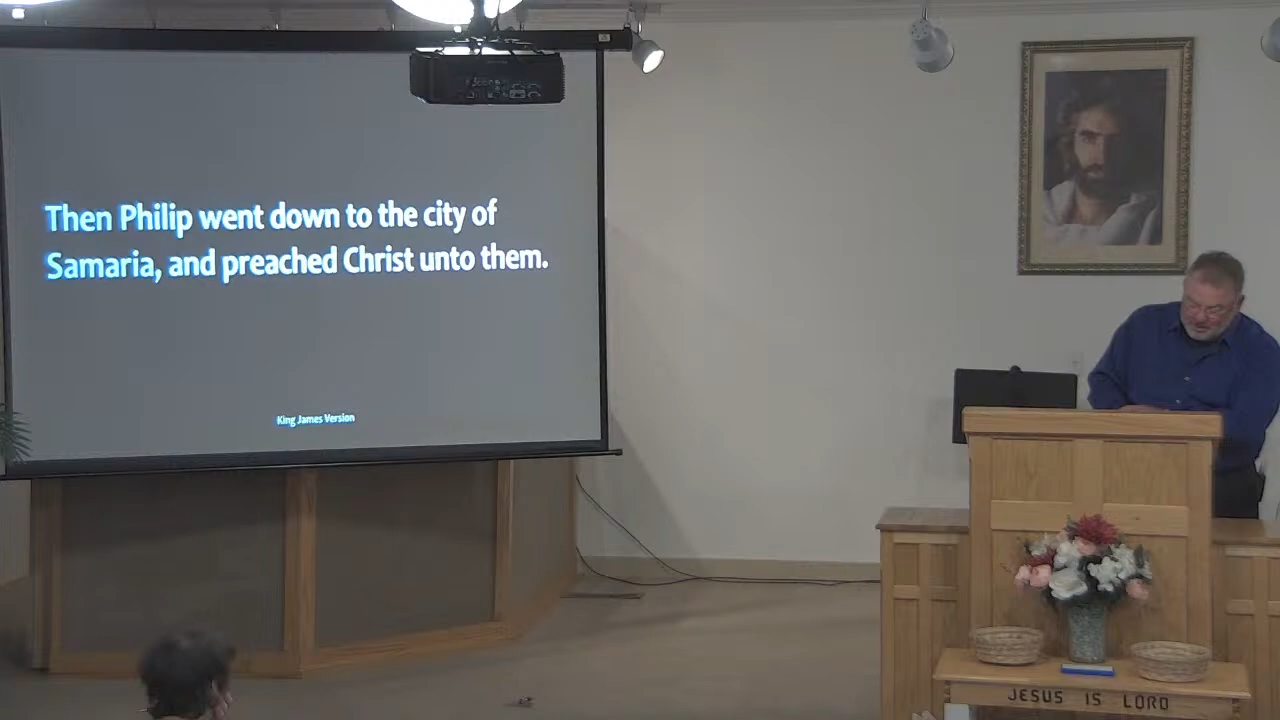 Then Philip went down to the city of
Samaria, and preached Christ unto them.
King James Version
JESUS IS LORD